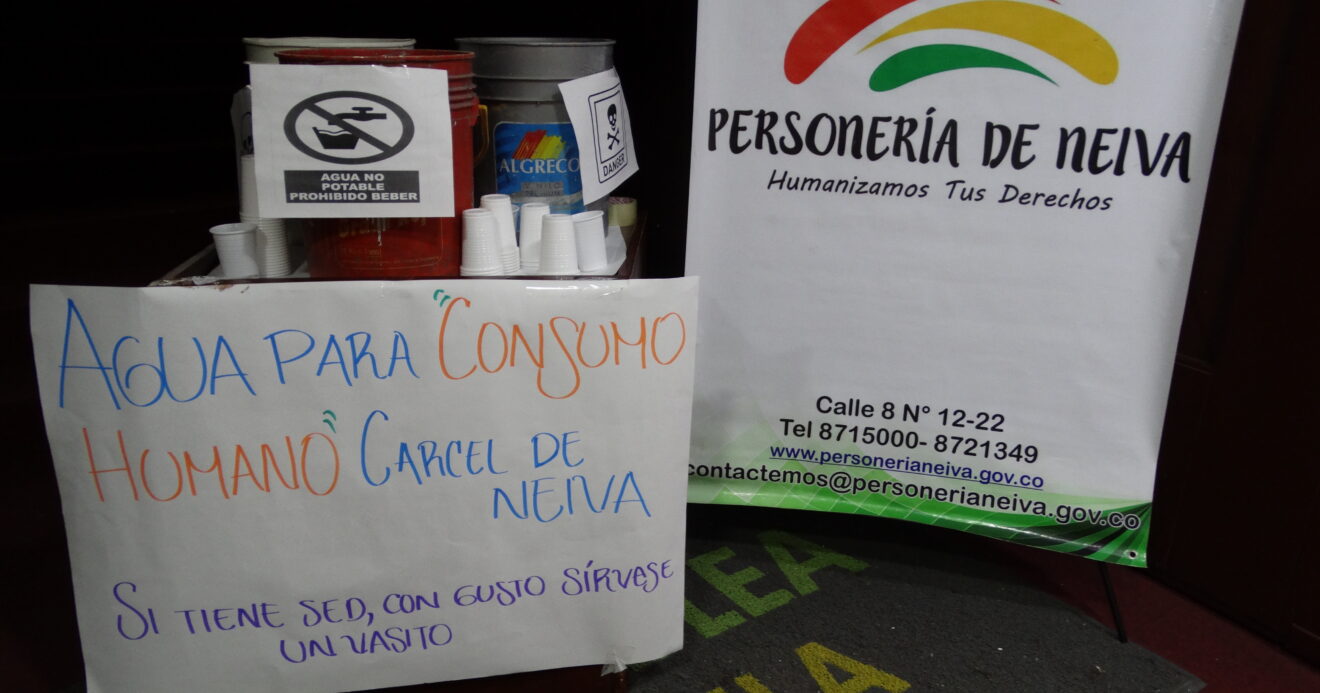 AGUA NO
POTABLE
PROHIBIDO BEBER
ALGRECO
DANGER
AGUA PARA "CONSUMO
HUMANO" CARCEL DE
NEIVA
SI TIENE SED, CON GUSTO SÍRVASE
UN VASITO
PERSONERÍA DE NEIVA
Humanizamos Tus Derechos
Calle 8 N° 12-22
Tel 8715000- 8721349
www.personerianeiva.gov.co
contactemos@personerianeiva.gov.co